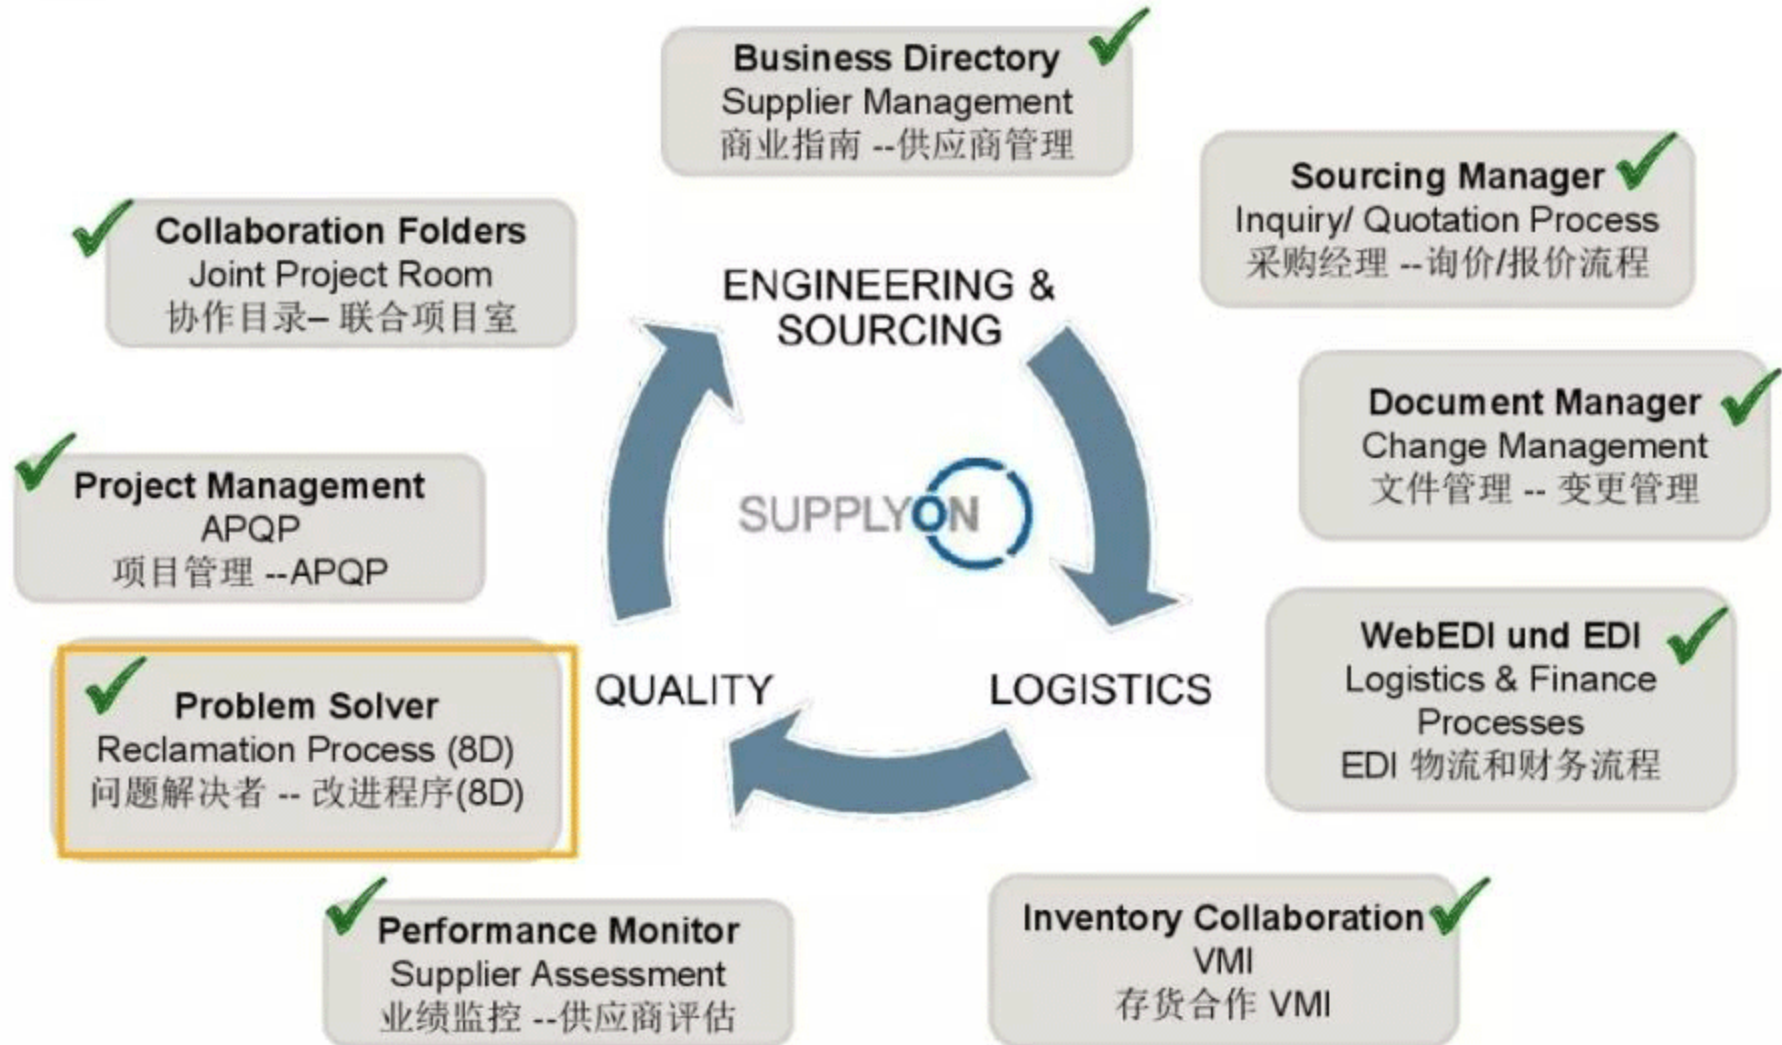 Business Directory
Supplier Management
商业指南 --供应商管理
Sourcing Manager
Inquiry/ Quotation Process
采购经理 --询价/报价流程
Collaboration Folders
Joint Project Room
协作目录– 联合项目室
ENGINEERING &
SOURCING
Document Manager
Change Management
文件管理 -- 变更管理
Project Management
APQP
项目管理 --APQP
SUPPLYON
WebEDI und EDI
Logistics & Finance
Processes
EDI 物流和财务流程
Problem Solver
Reclamation Process (8D)
问题解决者 -- 改进程序(8D)
QUALITY
LOGISTICS
Performance Monitor
Supplier Assessment
业绩监控 --供应商评估
Inventory Collaboration
VMI
存货合作 VMI